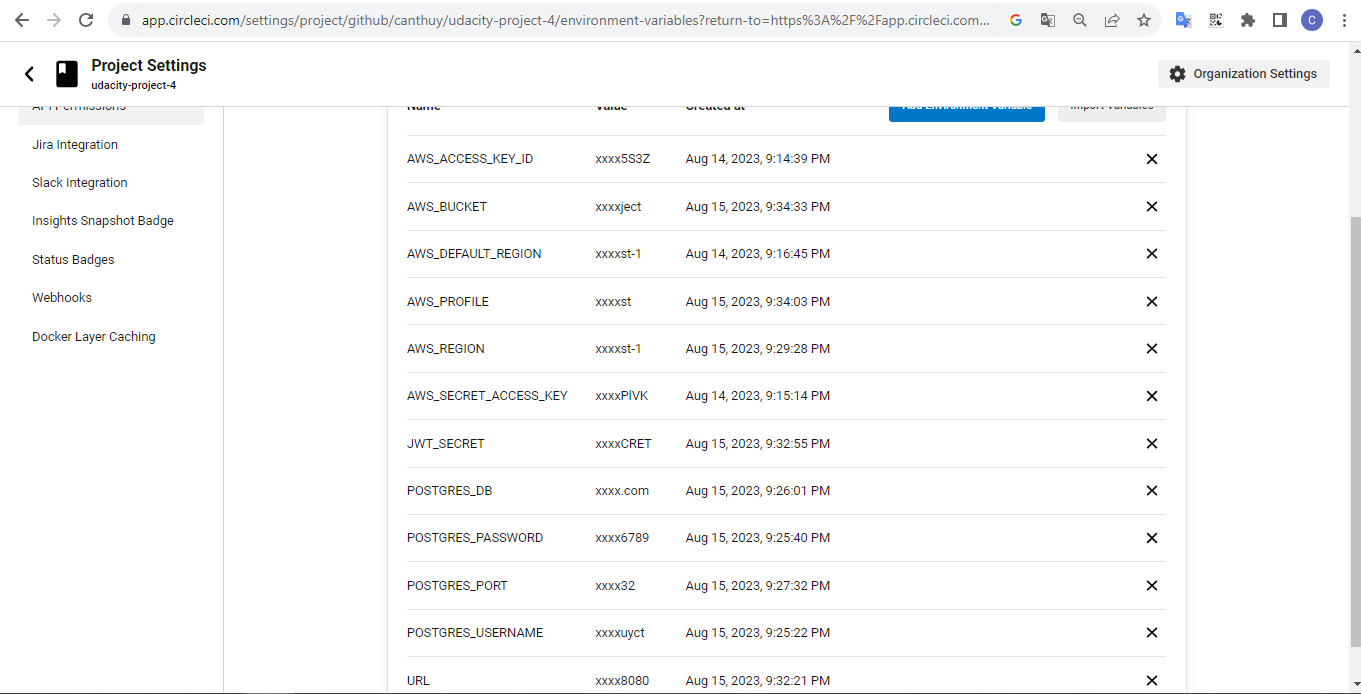 app.circleci.com/settings/project/github/canthuy/udacity-project-4/environment-variables?return-to=https%3A%2F%2Fapp.circleci.com...
C
Project Settings
udacity-project-4
Organization Settings
API Permissions
Jira Integration
Slack Integration
Insights Snapshot Badge
Status Badges
Webhooks
Docker Layer Caching
Name Value Created at Add Environment Variable Import Variables
AWS_ACCESS_KEY_ID xxxx5S3Z Aug 14, 2023, 9:14:39 PM
AWS_BUCKET xxxxject Aug 15, 2023, 9:34:33 PM
AWS_DEFAULT_REGION xxxxst-1 Aug 14, 2023, 9:16:45 PM
AWS_PROFILE xxxxst Aug 15, 2023, 9:34:03 PM
AWS_REGION xxxxst-1 Aug 15, 2023, 9:29:28 PM
AWS_SECRET_ACCESS_KEY xxxxPlVK Aug 14, 2023, 9:15:14 PM
JWT_SECRET xxxxCRET Aug 15, 2023, 9:32:55 PM
POSTGRES_DB xxxx.com Aug 15, 2023, 9:26:01 PM
POSTGRES_PASSWORD xxxx6789 Aug 15, 2023, 9:25:40 PM
POSTGRES_PORT xxxx32 Aug 15, 2023, 9:27:32 PM
POSTGRES_USERNAME xxxxuyct Aug 15, 2023, 9:25:22 PM
URL xxxx8080 Aug 15, 2023, 9:32:21 PM